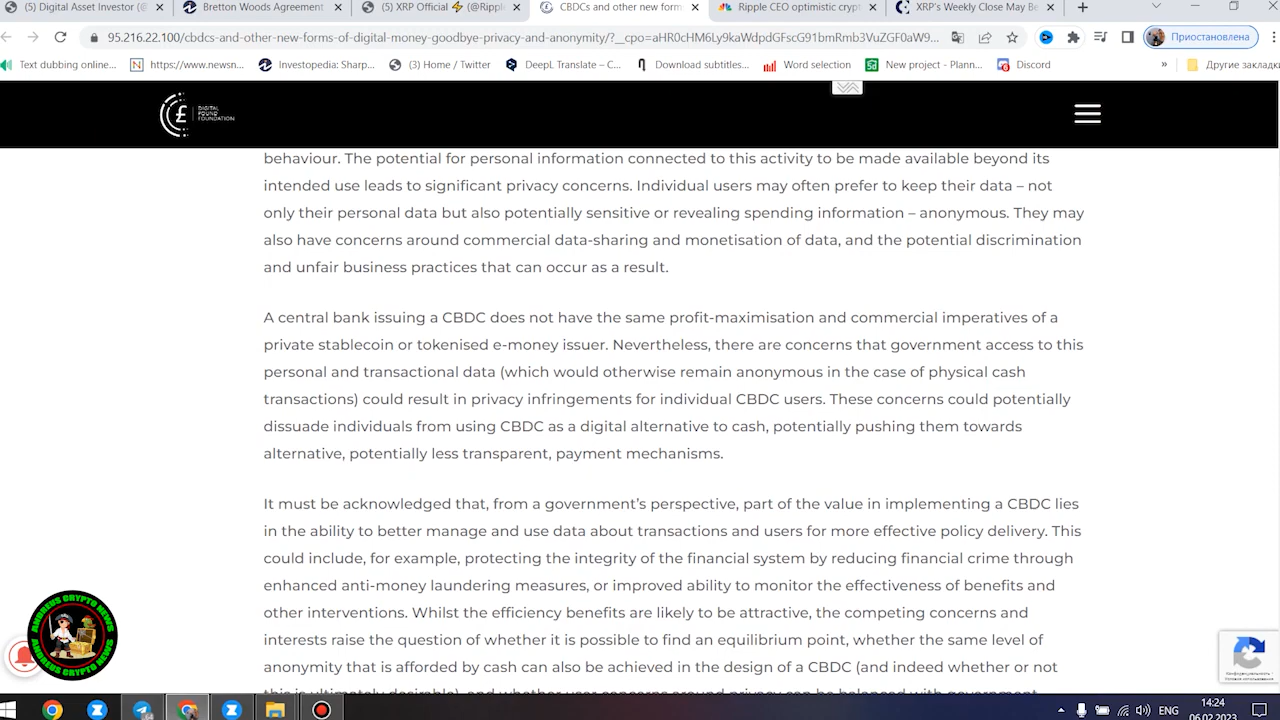 (5) Digital Asset Investor (@
Bretton Woods Agreement
(5) XRP Official ⚡ (@Rippl
CBDCs and other new form
Ripple CEO optimistic crypt
XRP's Weekly Close May Be
95.216.22.100/cbdcs-and-other-new-forms-of-digital-money-goodbye-privacy-and-anonymity/?__cpo=aHR0cHM6Ly9kaWdpdGFscG91bmRmb3VuZGF0aW9...
Приостановлена
Text dubbing online...
https://www.newsn...
Investopedia: Sharp...
(3) Home / Twitter
DeepL Translate – C...
Download subtitles...
Word selection
New project - Plann...
Discord
»
Другие закладки
DIGITAL
POUND
FOUNDATION
behaviour. The potential for personal information connected to this activity to be made available beyond its
intended use leads to significant privacy concerns. Individual users may often prefer to keep their data – not
only their personal data but also potentially sensitive or revealing spending information – anonymous. They may
also have concerns around commercial data-sharing and monetisation of data, and the potential discrimination
and unfair business practices that can occur as a result.
A central bank issuing a CBDC does not have the same profit-maximisation and commercial imperatives of a
private stablecoin or tokenised e-money issuer. Nevertheless, there are concerns that government access to this
personal and transactional data (which would otherwise remain anonymous in the case of physical cash
transactions) could result in privacy infringements for individual CBDC users. These concerns could potentially
dissuade individuals from using CBDC as a digital alternative to cash, potentially pushing them towards
alternative, potentially less transparent, payment mechanisms.
It must be acknowledged that, from a government's perspective, part of the value in implementing a CBDC lies
in the ability to better manage and use data about transactions and users for more effective policy delivery. This
could include, for example, protecting the integrity of the financial system by reducing financial crime through
enhanced anti-money laundering measures, or improved ability to monitor the effectiveness of benefits and
other interventions. Whilst the efficiency benefits are likely to be attractive, the competing concerns and
interests raise the question of whether it is possible to find an equilibrium point, whether the same level of
anonymity that is afforded by cash can also be achieved in the design of a CBDC (and indeed whether or not
ANDREUS CRYPTO NEWS
ANDREUS CRYPTO NEWS
Конфиденциальность -
Условия использования
ENG
14:24
06.02.2023